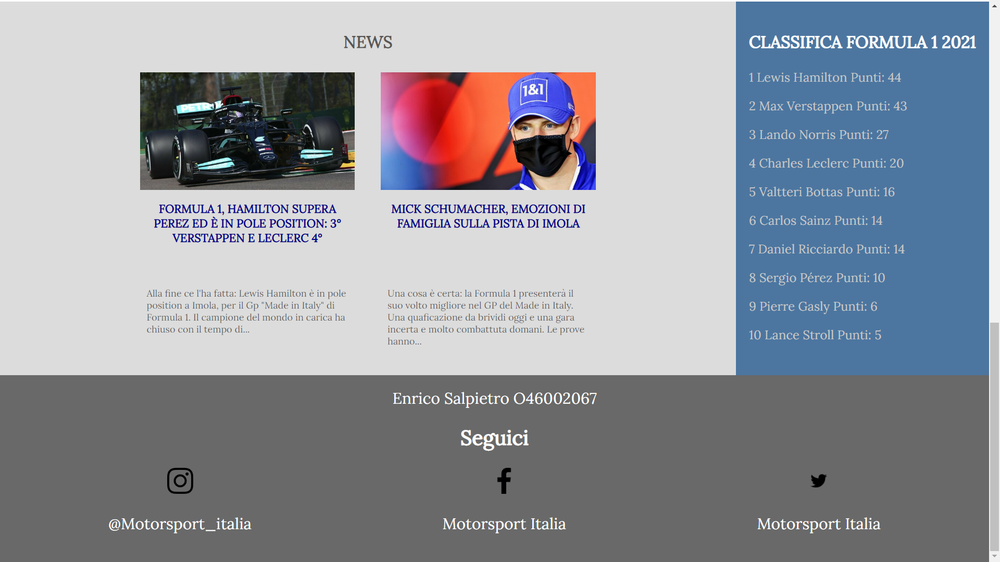 NEWS
PETRO
1&1
FORMULA 1, HAMILTON SUPERA
PEREZ ED È IN POLE POSITION: 3°
VERSTAPPEN E LECLERC 4°
MICK SCHUMACHER, EMOZIONI DI
FAMIGLIA SULLA PISTA DI IMOLA
Alla fine ce l'ha fatta: Lewis Hamilton è in pole
position a Imola, per il Gp "Made in Italy" di
Formula 1. Il campione del mondo in carica ha
chiuso con il tempo di...
Una cosa è certa: la Formula 1 presenterà il
suo volto migliore nel GP del Made in Italy.
Una quaficazione da brividi oggi e una gara
incerta e molto combattuta domani. Le prove
hanno...
CLASSIFICA FORMULA 1 2021
1 Lewis Hamilton Punti: 44
2 Max Verstappen Punti: 43
3 Lando Norris Punti: 27
4 Charles Leclerc Punti: 20
5 Valtteri Bottas Punti: 16
6 Carlos Sainz Punti: 14
7 Daniel Ricciardo Punti: 14
8 Sergio Pérez Punti: 10
9 Pierre Gasly Punti: 6
10 Lance Stroll Punti: 5
Enrico Salpietro O46002067
Seguici
@Motorsport_italia
Motorsport Italia
Motorsport Italia